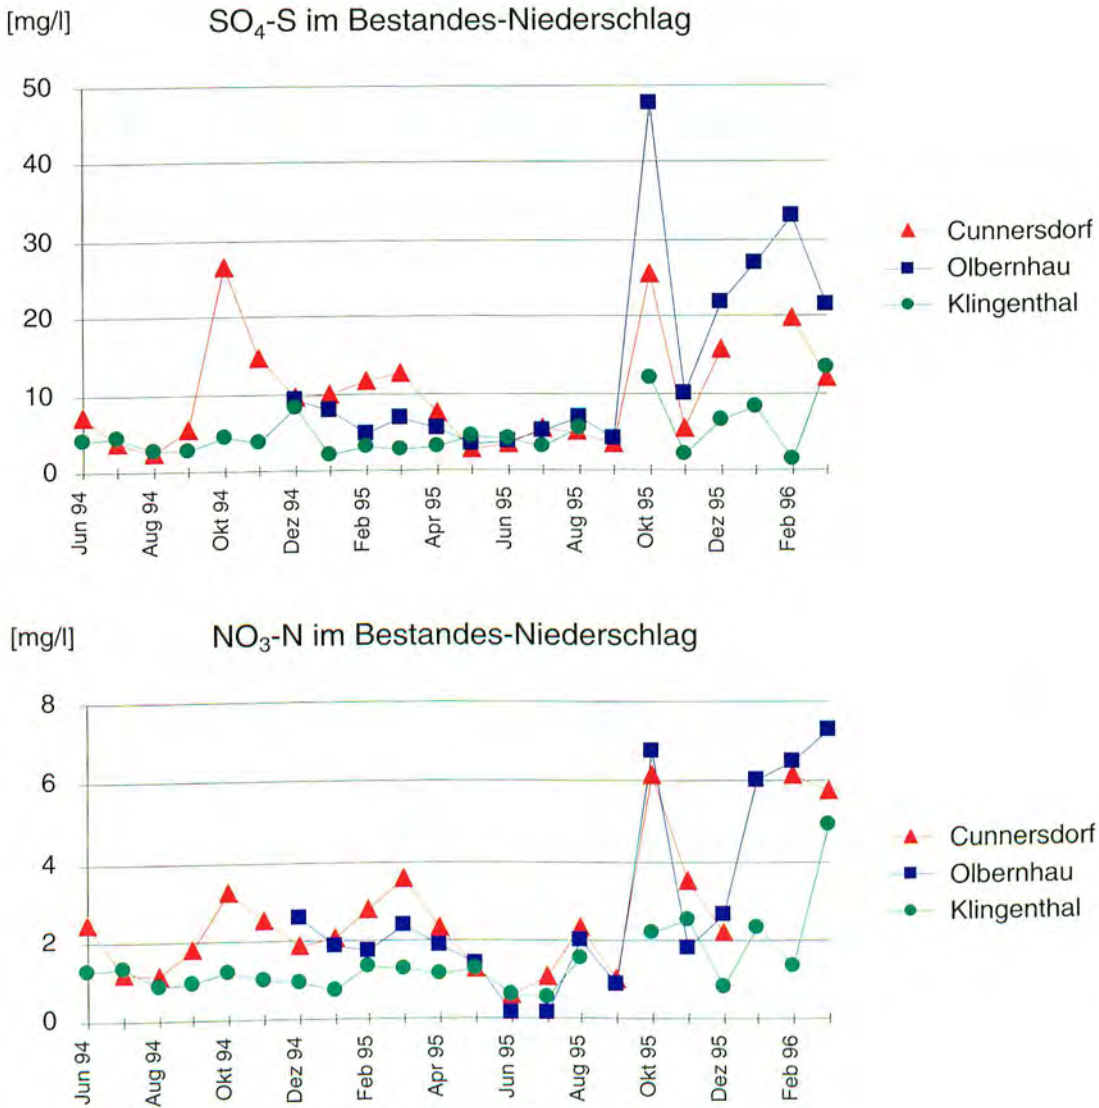 [mg/l] SO₄-S im Bestandes-Niederschlag
50
40
30
20
10
0
Jun 94 Aug 94 Okt 94 Dez 94 Feb 95 Apr 95 Jun 95 Aug 95 Okt 95 Dez 95 Feb 96
Cunnersdorf
Olbernhau
Klingenthal
[mg/l] NO₃-N im Bestandes-Niederschlag
8
6
4
2
0
Jun 94 Aug 94 Okt 94 Dez 94 Feb 95 Apr 95 Jun 95 Aug 95 Okt 95 Dez 95 Feb 96
Cunnersdorf
Olbernhau
Klingenthal